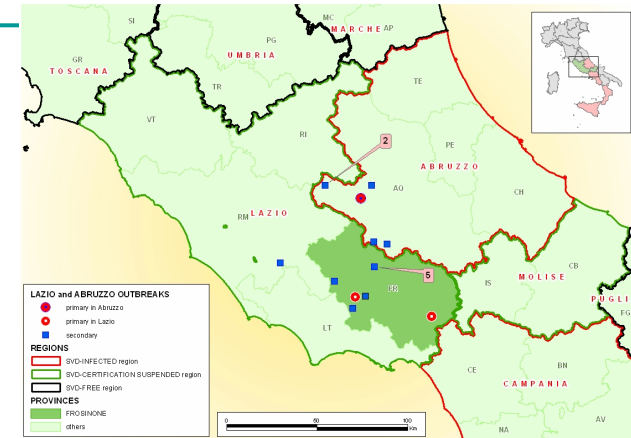 SI
MC
MARCHE
AP
PG
UMBRIA
GR
TOSCANA
TR
TE
VT
RI
2
PE
ABRUZZO
AQ
CH
RM
LAZIO
5
FR
CB
MOLISE
IS
PUGLI
FG
LT
CE
BN
CAMPANIA
NA
AV
LAZIO and ABRUZZO OUTBREAKS
primary in Abruzzo
primary in Lazio
secondary
REGIONS
SVD-INFECTED region
SVD-CERTIFICATION SUSPENDED region
SVD-FREE region
PROVINCES
FROSINONE
others
0 50 100
Km